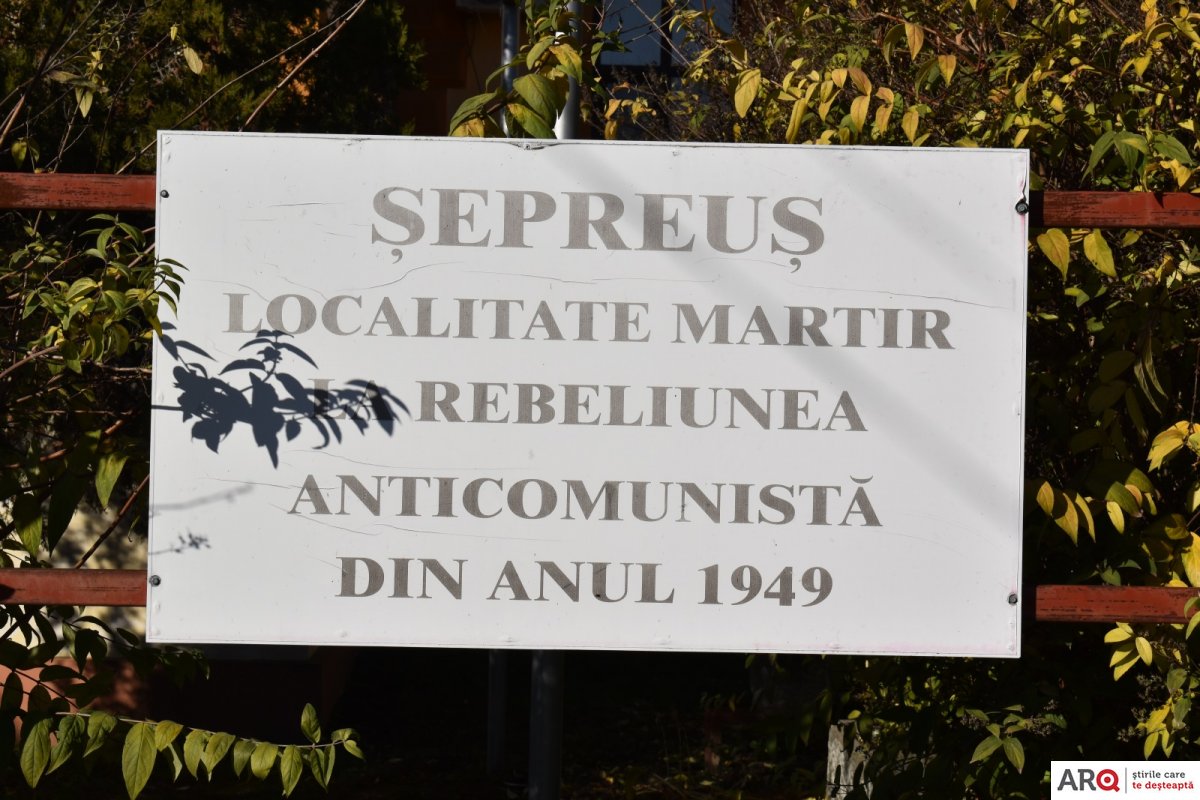 ȘEPREUȘ
LOCALITATE MARTIR
LA REBELIUNEA
ANTICOMUNISTĂ
DIN ANUL 1949
ARQ
știrile care
te deșteaptă